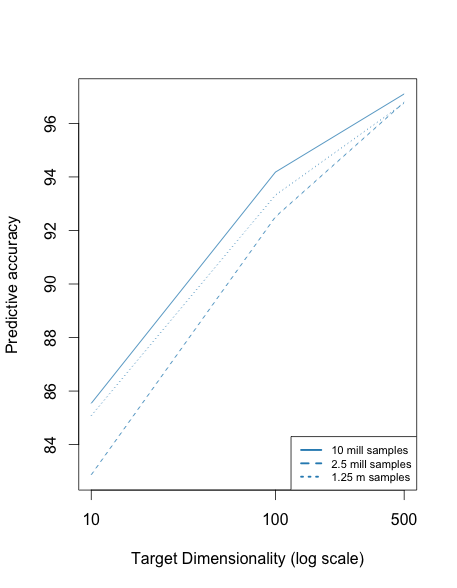 Predictive accuracy
96
94
92
90
88
86
84
10 mill samples
2.5 mill samples
1.25 m samples
10 100 500
Target Dimensionality (log scale)